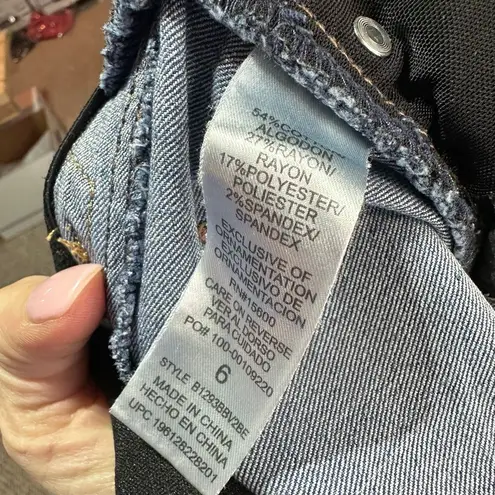 54%COTTON
ALGODON
27%RAYON/
RAYON
17%POLYESTER/
POLIESTER
2%SPANDEX/
SPANDEX
EXCLUSIVE OF
ORNAMENTATION
EXCLUSIVO DE
ORNAMENTACIÓN
RN#15600
CARE ON REVERSE
VER AL DORSO
PARA CUIDADO
PO# 100-00109220
6
STYLE B1293BBV2BE
MADE IN CHINA
HECHO EN CHINA
UPC 196128228201